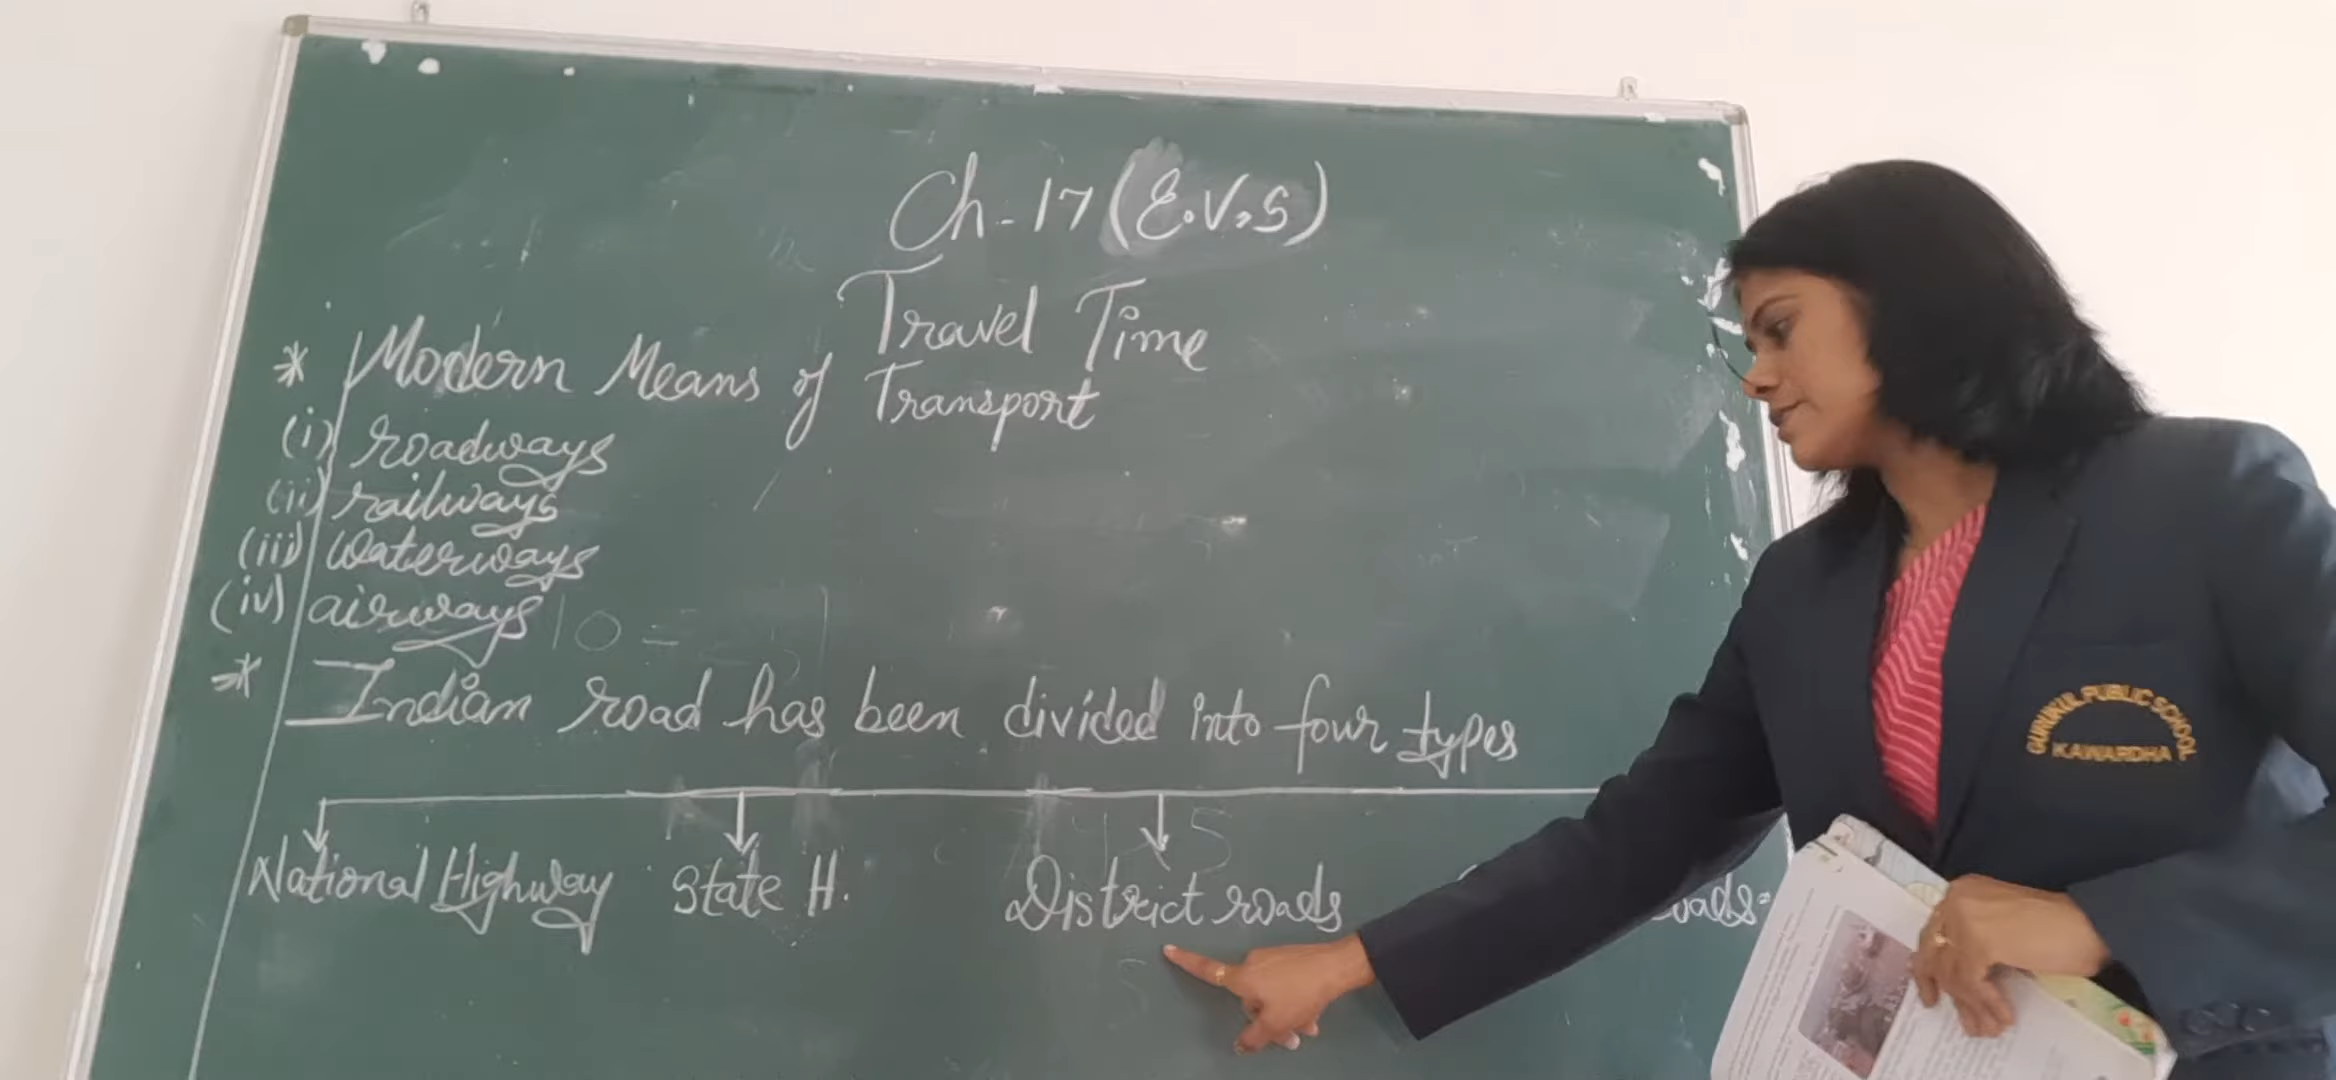 Ch-17 (E.V.S)
Travel Time
* Modern Means of Transport
(i) roadways
(ii) railways
(iii) waterways
(iv) airways
* Indian road has been divided into four types
National Highway State H. District roads
GURUKUL PUBLIC SCHOOL
KAWARDHA